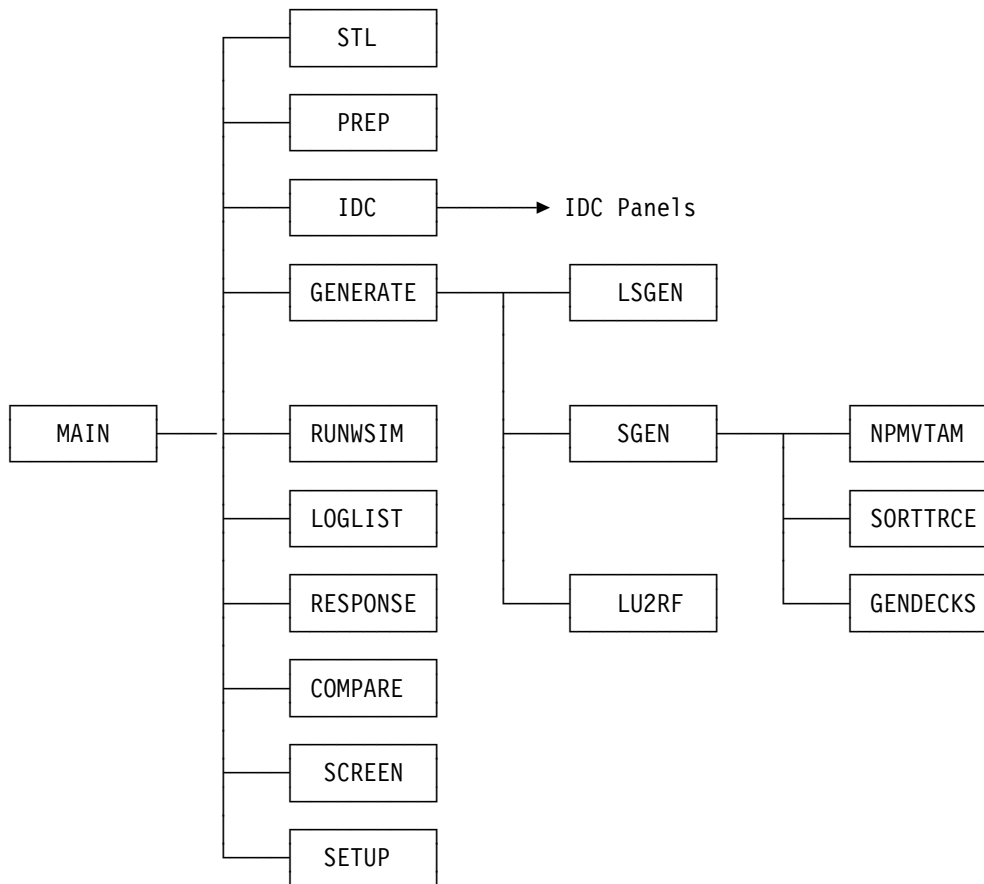 STL
PREP
IDC
IDC Panels
GENERATE
LSGEN
MAIN
RUNWSIM
SGEN
NPMVTAM
LOGLIST
SORTTRCE
RESPONSE
LU2RF
GENDECKS
COMPARE
SCREEN
SETUP